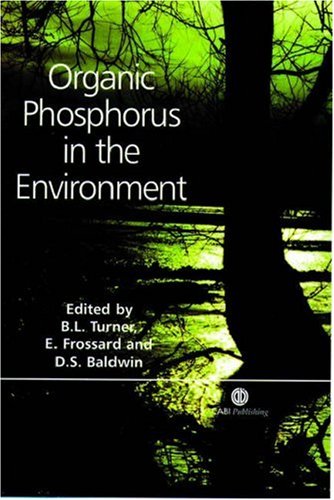 Organic
Phosphorus
in the
Environment
Edited by
B.L. Turner,
E. Frossard and
D.S. Baldwin
CABI Publishing